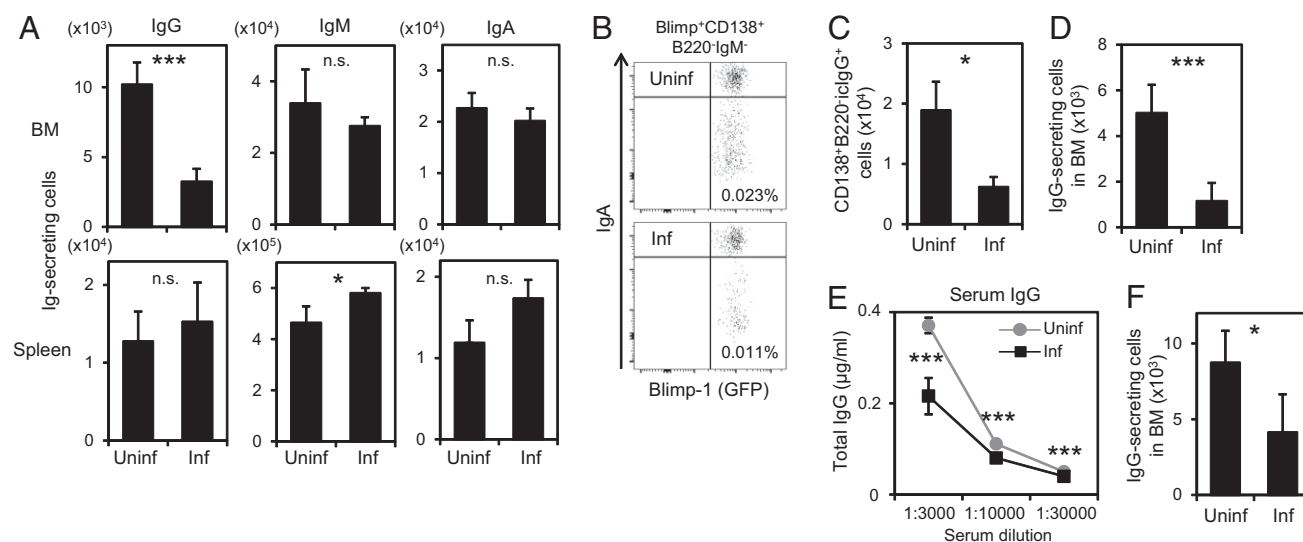 A
(x10³) IgG
(x10⁴) IgM
(x10⁴) IgA
Ig-secreting cells
BM
10
5
0
***
4
2
0
n.s.
3
2
1
0
n.s.
Spleen
(x10⁴)
2
1
0
n.s.
Uninf Inf
(x10⁵)
6
4
2
0
*
Uninf Inf
(x10⁴)
2
1
0
n.s.
Uninf Inf
B
Blimp⁺CD138⁺
B220⁻IgM⁻
Uninf
0.023%
Inf
0.011%
IgA
Blimp-1 (GFP)
C
CD138⁺B220⁻icIgG⁺
cells (x10⁴)
3
2
1
0
*
Uninf Inf
D
IgG-secreting cells
in BM (x10³)
8
6
4
2
0
***
Uninf Inf
E
Serum IgG
Total IgG (µg/ml)
0.4
0.2
0
Uninf
Inf
***
***
***
1:3000 1:10000 1:30000
Serum dilution
F
IgG-secreting cells
in BM (x10³)
10
5
0
*
Uninf Inf